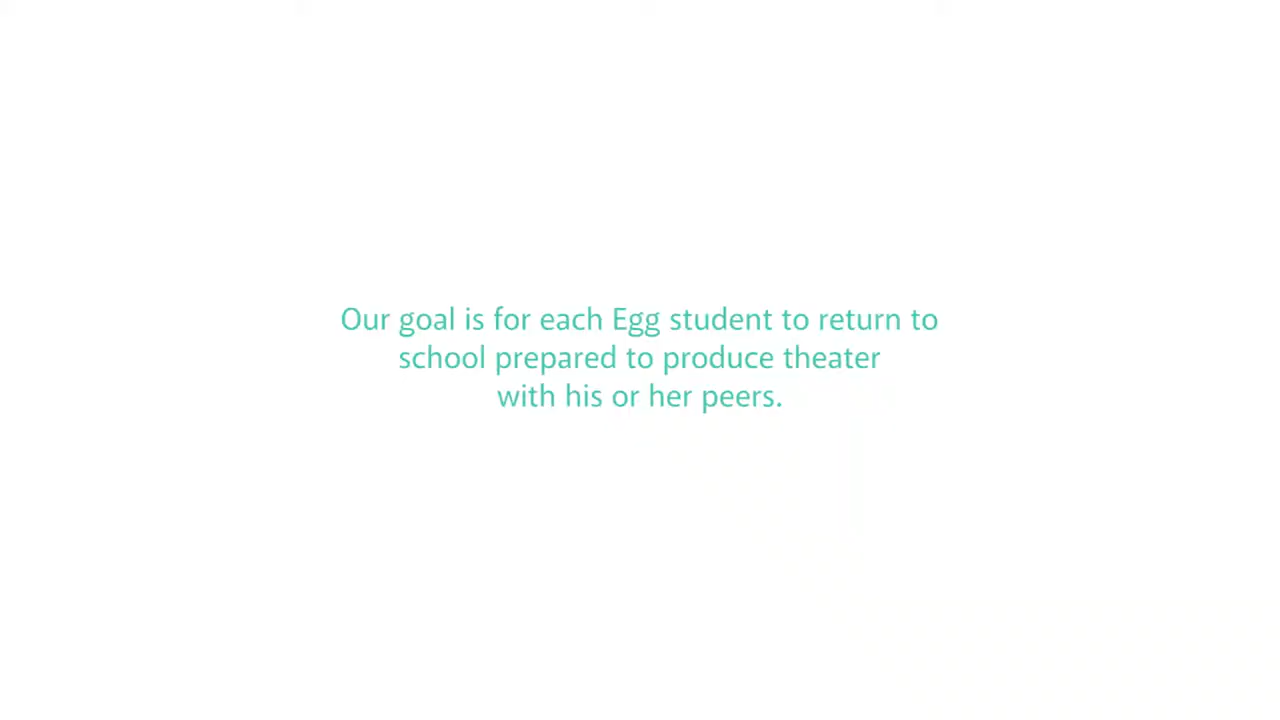 Our goal is for each Egg student to return to
school prepared to produce theater
with his or her peers.